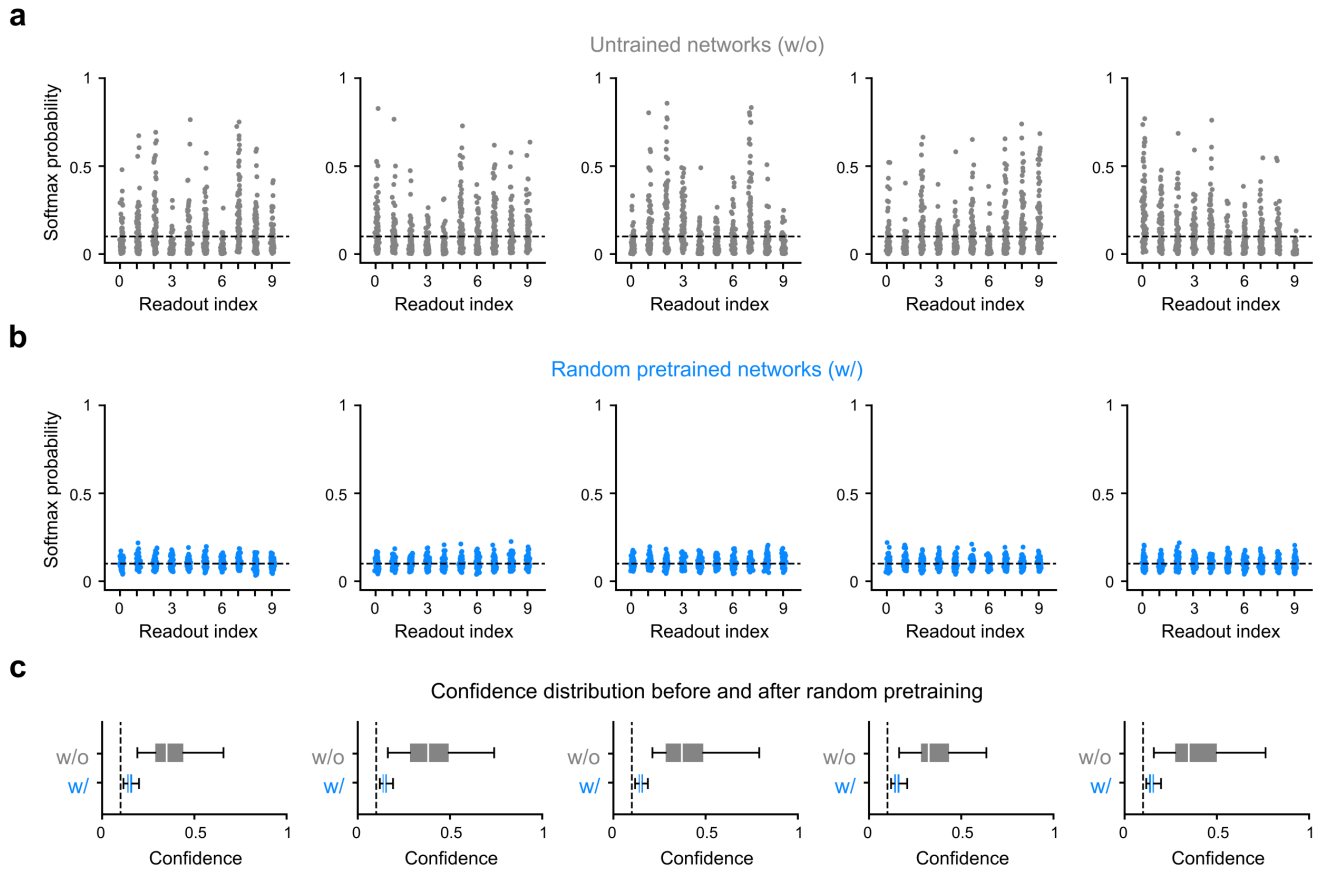 a
Untrained networks (w/o)
Softmax probability
1 1 1 1 1
0.5 0.5 0.5 0.5 0.5
0 0 0 0 0
0 3 6 9 0 3 6 9 0 3 6 9 0 3 6 9 0 3 6 9
Readout index Readout index Readout index Readout index Readout index
b
Random pretrained networks (w/)
Softmax probability
1 1 1 1 1
0.5 0.5 0.5 0.5 0.5
0 0 0 0 0
0 3 6 9 0 3 6 9 0 3 6 9 0 3 6 9 0 3 6 9
Readout index Readout index Readout index Readout index Readout index
c
Confidence distribution before and after random pretraining
w/o w/o w/o w/o w/o
w/ w/ w/ w/ w/
0 0.5 1 0 0.5 1 0 0.5 1 0 0.5 1 0 0.5 1
Confidence Confidence Confidence Confidence Confidence